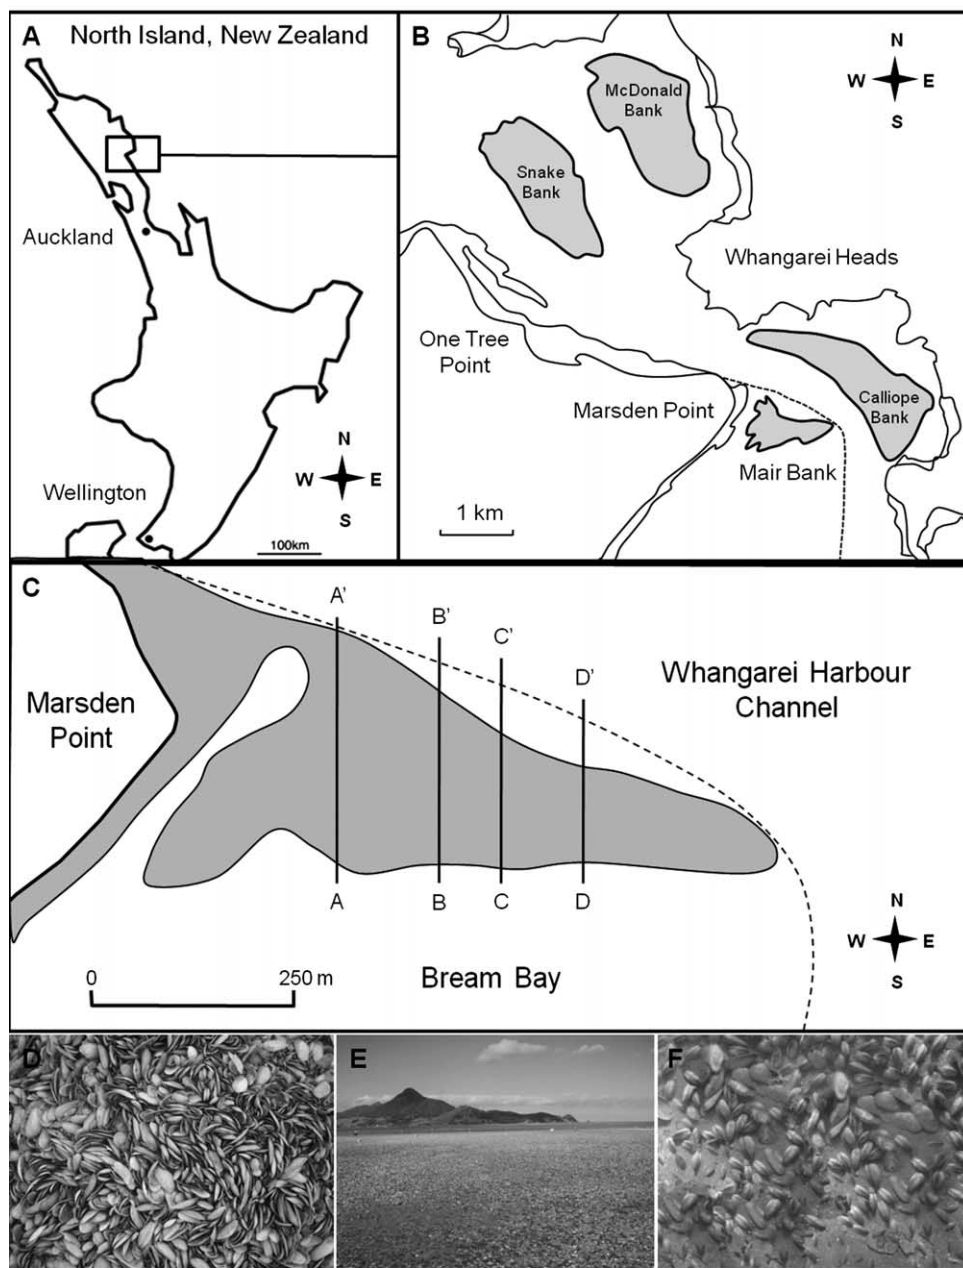 A
North Island, New Zealand
Auckland
Wellington
N
W E
S
100km
B
N
W E
S
McDonald
Bank
Snake
Bank
Whangarei Heads
One Tree
Point
Calliope
Bank
Marsden Point
Mair Bank
1 km
C
A'
B'
C'
D'
Marsden
Point
Whangarei Harbour
Channel
A
B
C
D
N
W E
S
0 250 m
Bream Bay
D
E
F